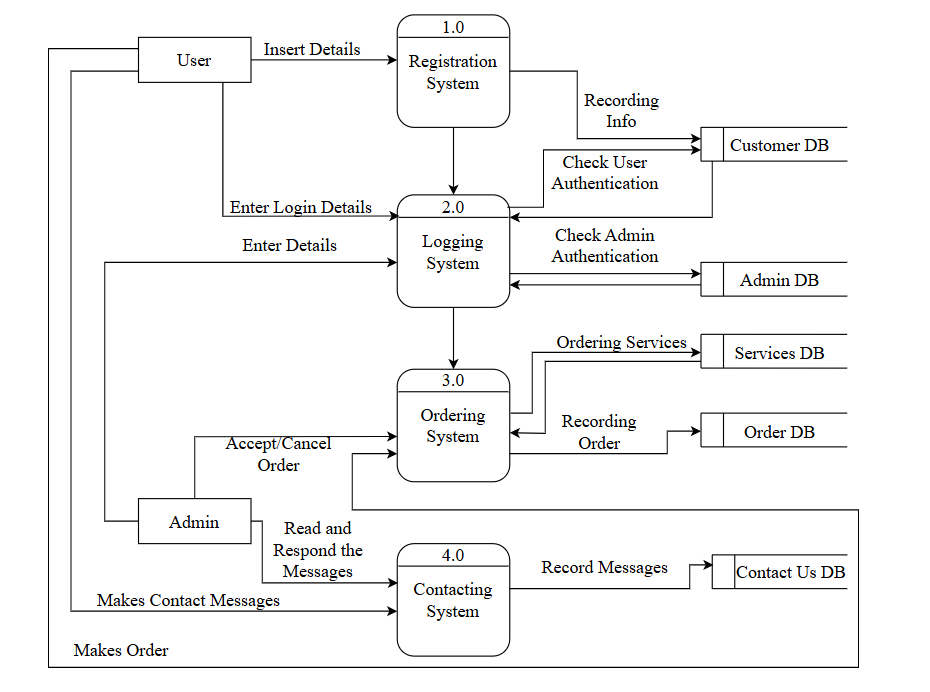 1.0
User
Insert Details
Registration
System
Recording
Info
Customer DB
Check User
Authentication
Enter Login Details
2.0
Enter Details
Logging
System
Check Admin
Authentication
Admin DB
Ordering Services
Services DB
3.0
Ordering
System
Recording
Order
Order DB
Accept/Cancel
Order
Admin
Read and
Respond the
Messages
4.0
Contacting
System
Record Messages
Contact Us DB
Makes Contact Messages
Makes Order